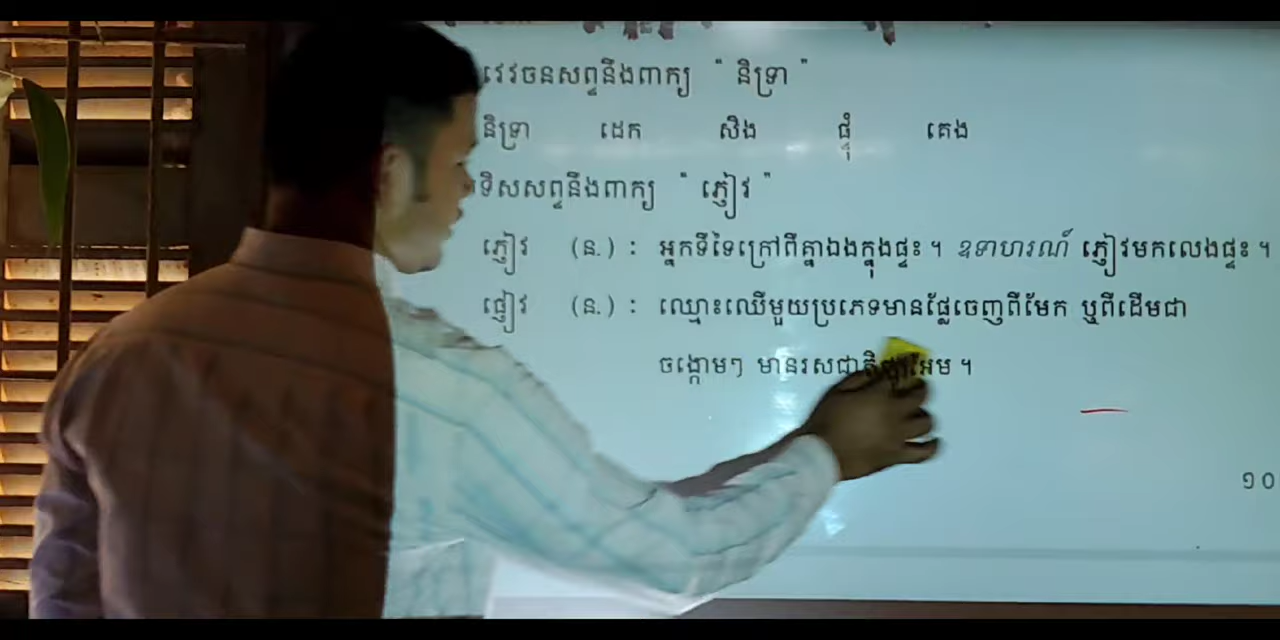 វេវចនសព្ទនឹងពាក្យ " និទ្រា "
និទ្រា ដេក សិង ផ្ទុំ គេង
ទិសសព្ទនឹងពាក្យ " ភ្ញៀវ "
ភ្ញៀវ (ន.) : អ្នកទីទៃក្រៅពីគ្នាឯងក្នុងផ្ទះ ។ ឧទាហរណ៍ ភ្ញៀវមកលេងផ្ទះ ។
ផ្ញៀវ (ន.) : ឈ្មោះឈើមួយប្រភេទមានផ្លែចេញពីមែក ឬពីដើមជា
ចង្កោមៗ មានរសជាតិ ។
១០